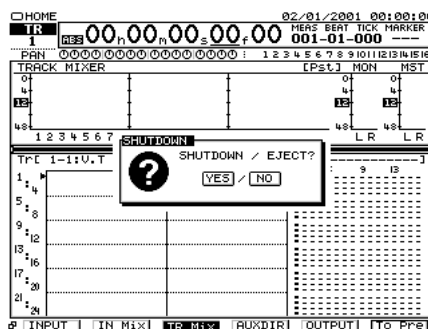 HOME 02/01/2001 00:00:00
TR 1 ABS 00h00m00s00f00 MEAS BEAT TICK MARKER
001-01-000 ---
PAN 1 2 3 4 5 6 7 8 9 10 11 12 13 14 15 16
TRACK MIXER [Pst] MON MST
0 0 0
4 4 4
12 12 12
48 48 48
1 2 3 4 5 6 7 L R L R
SHUTDOWN
SHUTDOWN / EJECT?
YES / NO
Tr[ 1-1:V.T ----------]
9 13
1
4
5
8
9
12
13
16
17
20
21
24
INPUT IN Mix TR Mix AUXDIR OUTPUT To Pre